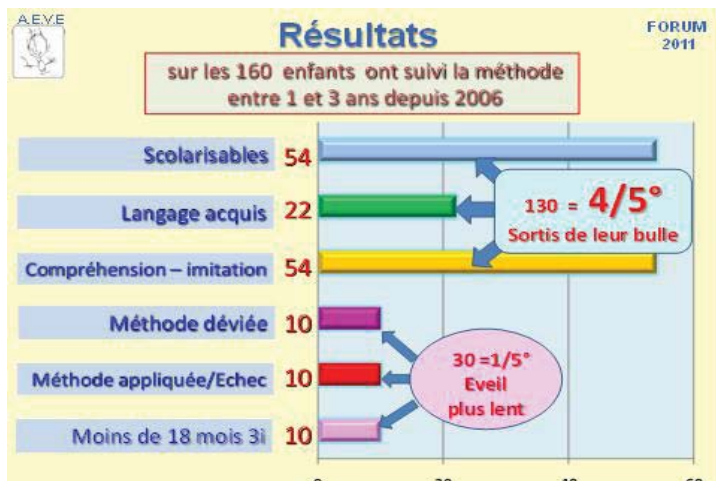 A.E.V.E
Résultats
FORUM
2011
sur les 160 enfants ont suivi la méthode
entre 1 et 3 ans depuis 2006
Scolarisables 54
Langage acquis 22
Compréhension – imitation 54
Méthode déviée 10
Méthode appliquée/Echec 10
Moins de 18 mois 3i 10
130 = 4/5°
Sortis de leur bulle
30 =1/5°
Eveil
plus lent